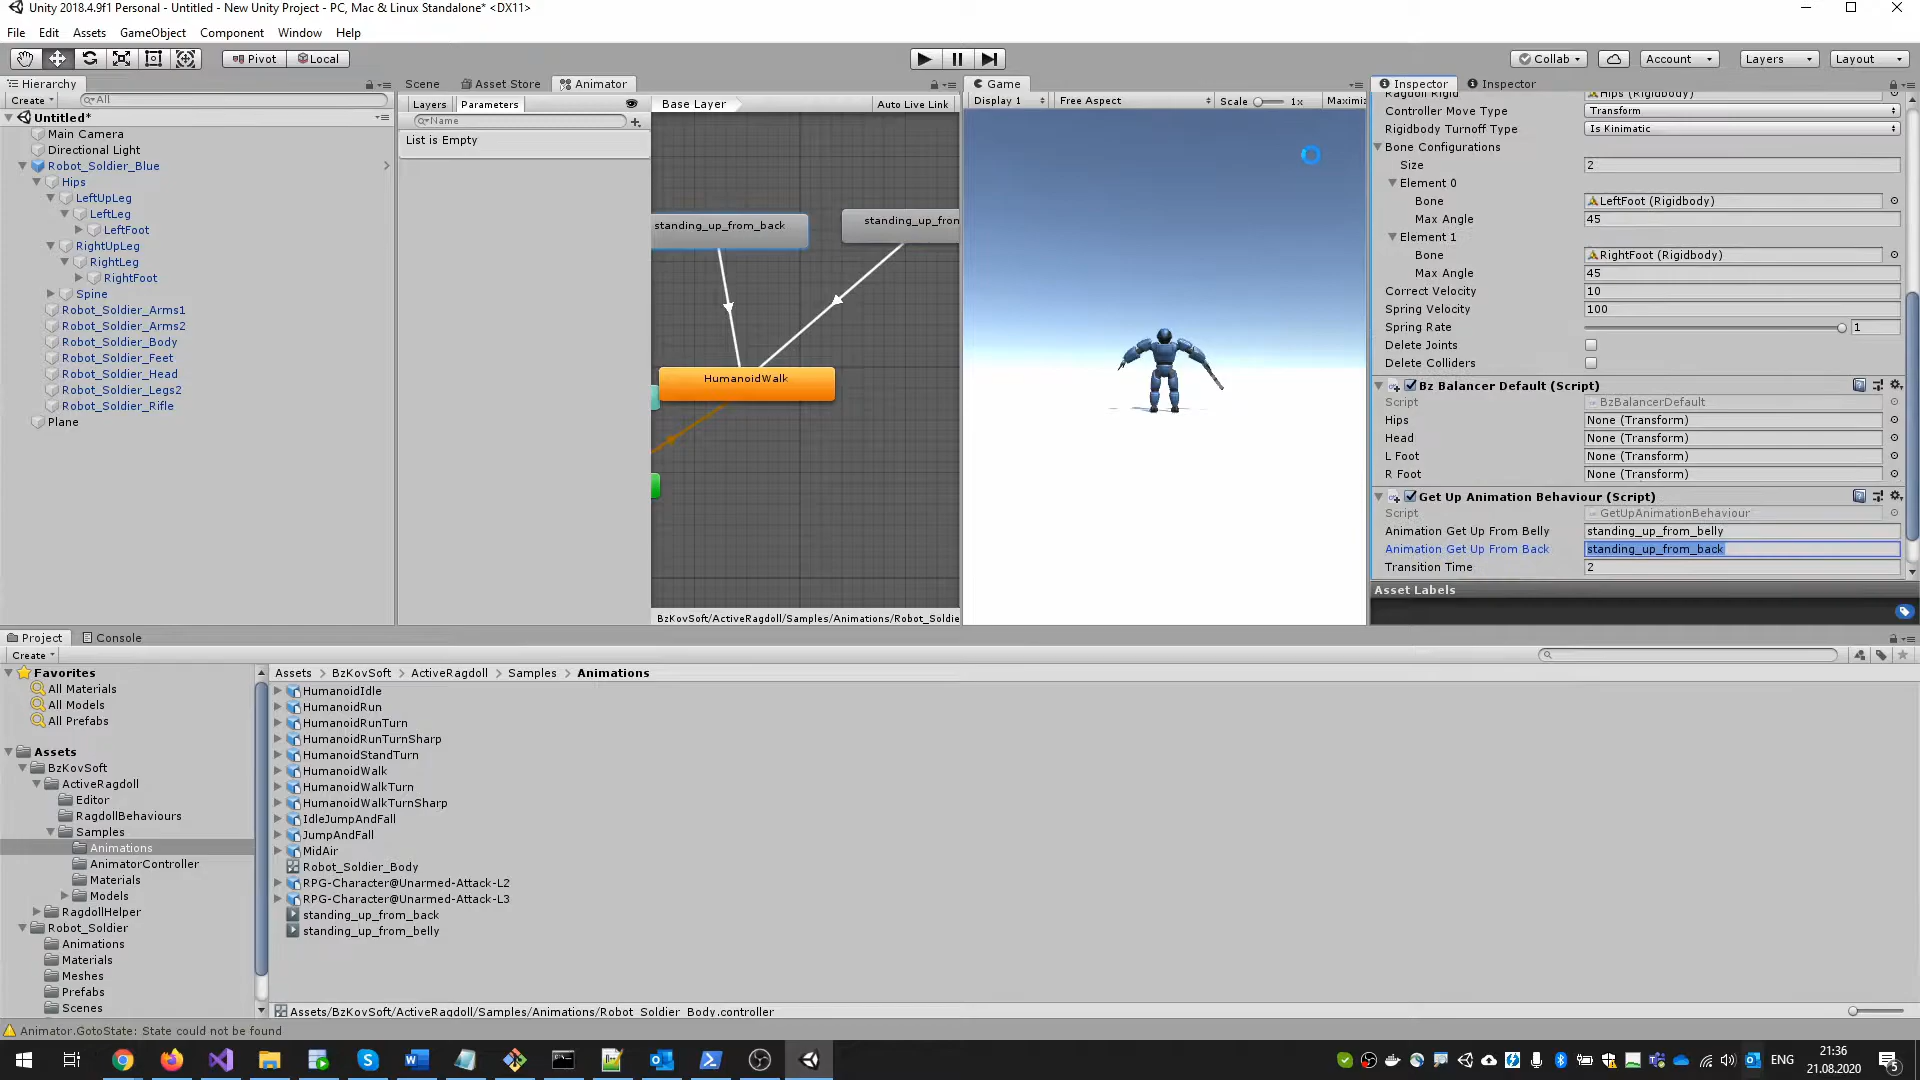 Unity 2018.4.9f1 Personal - Untitled - New Unity Project - PC, Mac & Linux Standalone* <DX11>
File Edit Assets GameObject Component Window Help
Pivot Local Collab Account Layers Layout
Hierarchy
Create All
Untitled*
Main Camera
Directional Light
Robot_Soldier_Blue
Hips
LeftUpLeg
LeftLeg
LeftFoot
RightUpLeg
RightLeg
RightFoot
Spine
Robot_Soldier_Arms1
Robot_Soldier_Arms2
Robot_Soldier_Body
Robot_Soldier_Feet
Robot_Soldier_Head
Robot_Soldier_Legs2
Robot_Soldier_Rifle
Plane
Scene Asset Store Animator
Layers Parameters Base Layer Auto Live Link
Name
List is Empty
standing_up_from_back standing_up_fron
HumanoidWalk
BzKovSoft/ActiveRagdoll/Samples/Animations/Robot_Soldie
Game
Display 1 Free Aspect Scale 1x Maximi
Inspector Inspector
Ragdoll Rigid Hips (Rigidbody)
Controller Move Type Transform
Rigidbody Turnoff Type Is Kinimatic
Bone Configurations
Size 2
Element 0
Bone LeftFoot (Rigidbody)
Max Angle 45
Element 1
Bone RightFoot (Rigidbody)
Max Angle 45
Correct Velocity 10
Spring Velocity 100
Spring Rate 1
Delete Joints
Delete Colliders
Bz Balancer Default (Script)
Script BzBalancerDefault
Hips None (Transform)
Head None (Transform)
L Foot None (Transform)
R Foot None (Transform)
Get Up Animation Behaviour (Script)
Script GetUpAnimationBehaviour
Animation Get Up From Belly standing_up_from_belly
Animation Get Up From Back standing_up_from_back
Transition Time 2
Asset Labels
Project Console
Create
Favorites
All Materials
All Models
All Prefabs
Assets
BzKovSoft
ActiveRagdoll
Editor
RagdollBehaviours
Samples
Animations
AnimatorController
Materials
Models
RagdollHelper
Robot_Soldier
Animations
Materials
Meshes
Prefabs
Scenes
Assets > BzKovSoft > ActiveRagdoll > Samples > Animations
HumanoidIdle
HumanoidRun
HumanoidRunTurn
HumanoidRunTurnSharp
HumanoidStandTurn
HumanoidWalk
HumanoidWalkTurn
HumanoidWalkTurnSharp
IdleJumpAndFall
JumpAndFall
MidAir
Robot_Soldier_Body
RPG-Character@Unarmed-Attack-L2
RPG-Character@Unarmed-Attack-L3
standing_up_from_back
standing_up_from_belly
Assets/BzKovSoft/ActiveRagdoll/Samples/Animations/Robot_Soldier_Body.controller
Animator.GotoState: State could not be found
ENG
21:36
21.08.2020
5